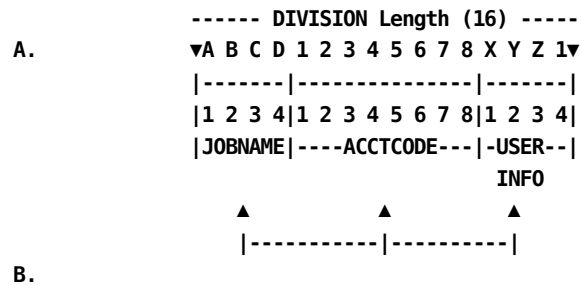 ------ DIVISION Length (16) -----
A. ▼A B C D 1 2 3 4 5 6 7 8 X Y Z 1▼
|-------|---------------|-------|
|1 2 3 4|1 2 3 4 5 6 7 8|1 2 3 4|
|JOBNAME|----ACCTCODE---|-USER--|
INFO
▲ ▲ ▲
|-----------|----------|
B.